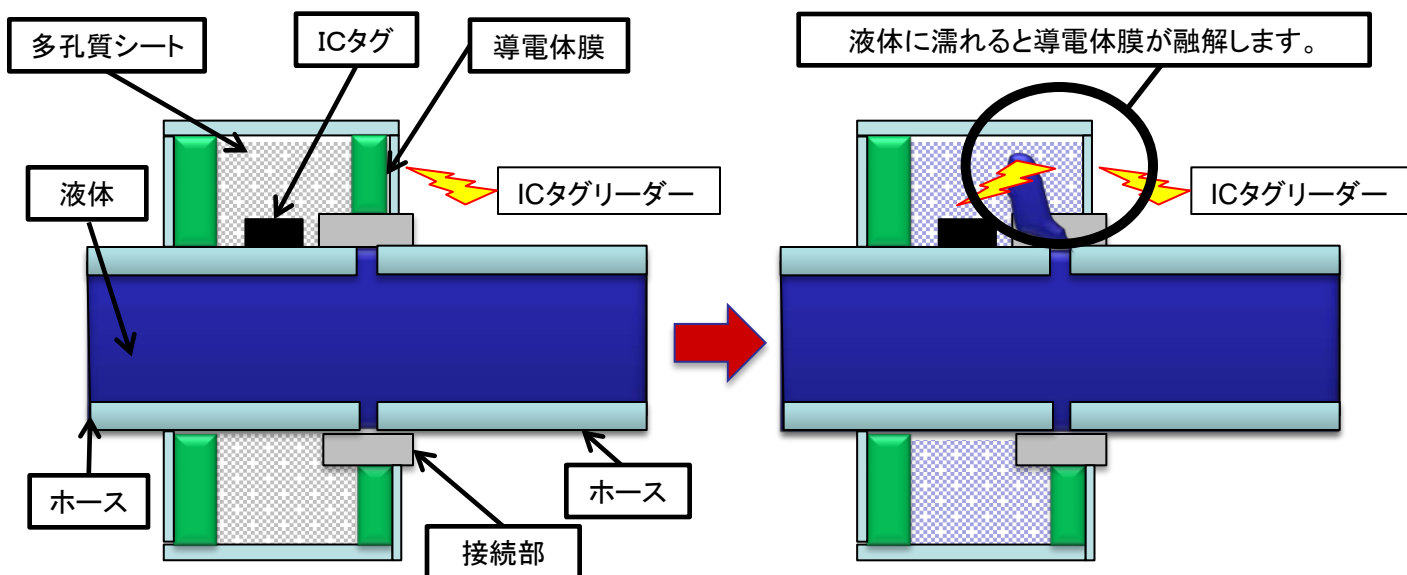 多孔質シート
ICタグ
導電体膜
液体に濡れると導電体膜が融解します。
液体
ICタグリーダー
ICタグリーダー
ホース
ホース
接続部